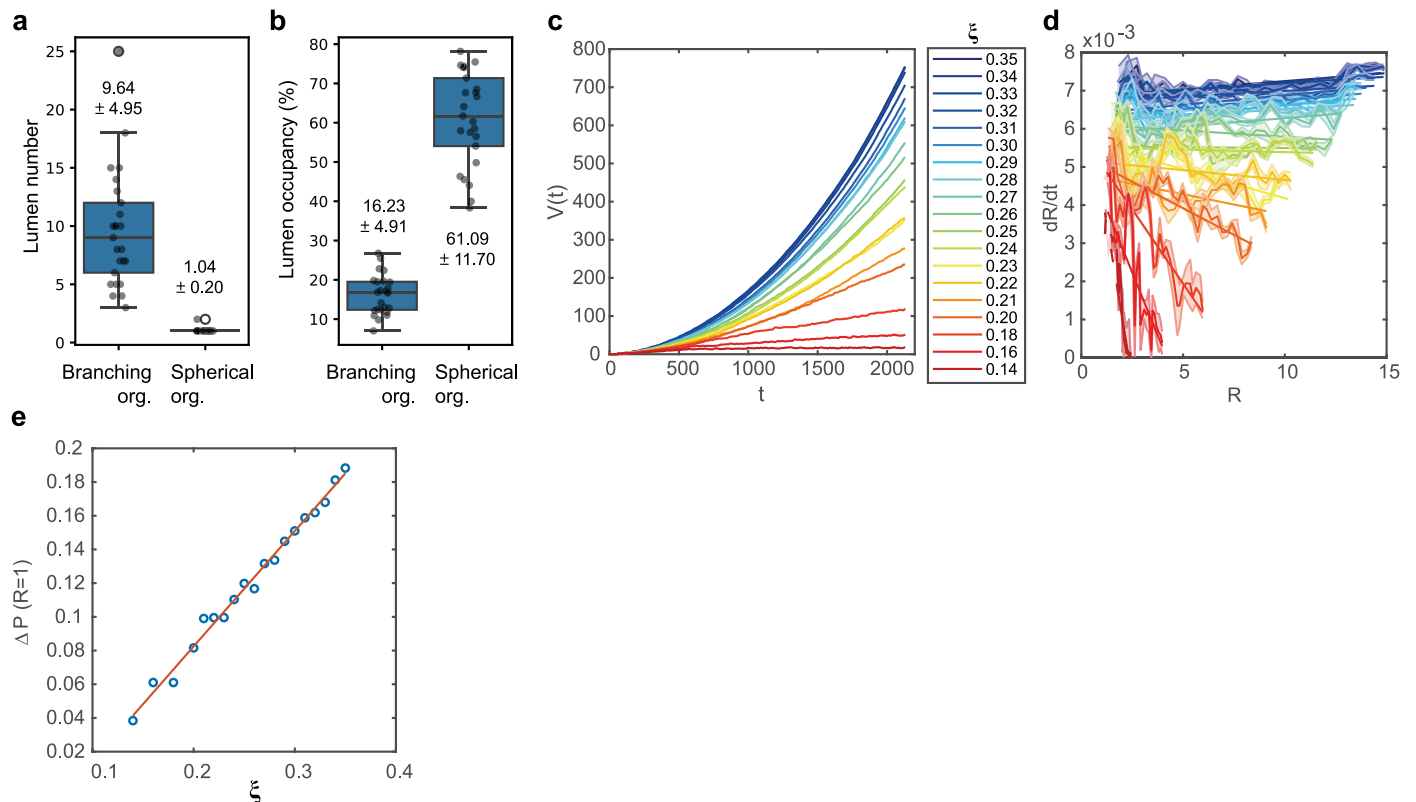 a
Lumen number
25
20
15
10
5
0
9.64
± 4.95
1.04
± 0.20
Branching
org.
Spherical
org.
b
Lumen occupancy (%)
80
70
60
50
40
30
20
10
16.23
± 4.91
61.09
± 11.70
Branching
org.
Spherical
org.
c
V(t)
800
700
600
500
400
300
200
100
0
0 500 1000 1500 2000
t
ξ
0.35
0.34
0.33
0.32
0.31
0.30
0.29
0.28
0.27
0.26
0.25
0.24
0.23
0.22
0.21
0.20
0.18
0.16
0.14
d
x10⁻³
dR/dt
8
7
6
5
4
3
2
1
0
0 5 10 15
R
e
Δ P (R=1)
0.2
0.18
0.16
0.14
0.12
0.1
0.08
0.06
0.04
0.02
0.1 0.2 0.3 0.4
ξ